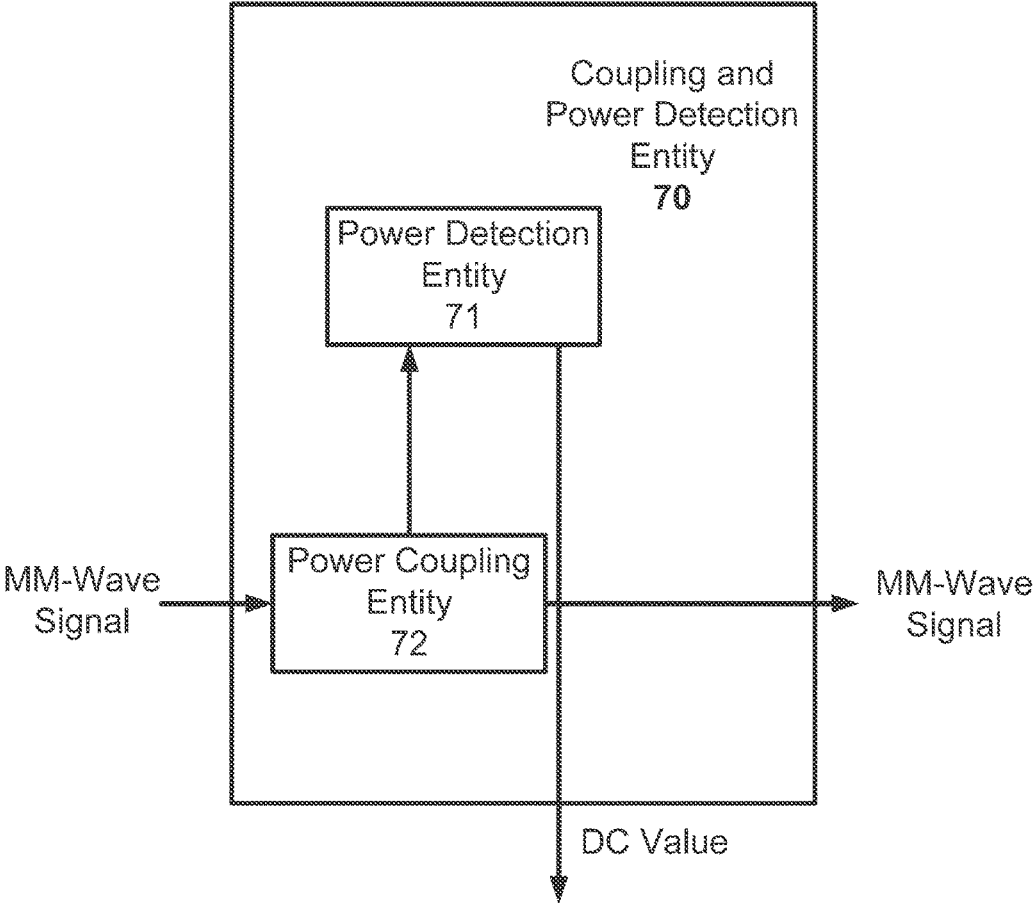 Coupling and
Power Detection
Entity
70
Power Detection
Entity
71
Power Coupling
Entity
72
MM-Wave
Signal
MM-Wave
Signal
DC Value